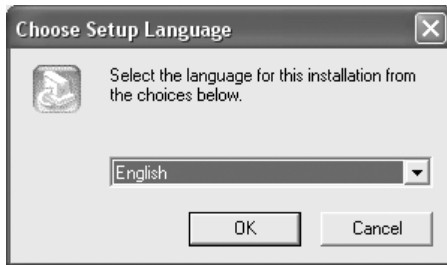 Choose Setup Language
Select the language for this installation from
the choices below.
English
OK
Cancel